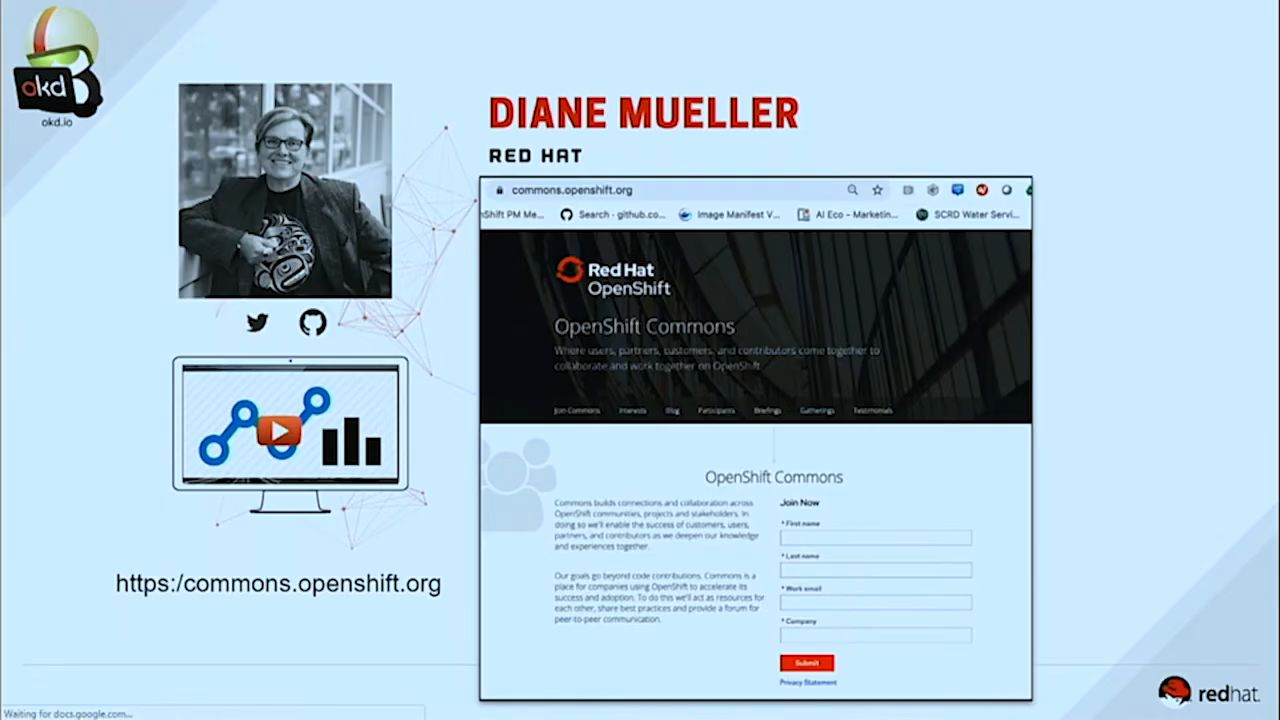 okd
okd.io
DIANE MUELLER
RED HAT
commons.openshift.org
nShift PM Me...
Search · github.co...
Image Manifest V...
AI Eco - Marketin...
SCRD Water Servi...
Red Hat
OpenShift
OpenShift Commons
Where users, partners, customers, and contributors come together to
collaborate and work together on OpenShift
Join Commons Interests Blog Participants Briefings Gatherings Testimonials
OpenShift Commons
Commons builds connections and collaboration across
OpenShift communities, projects and stakeholders. In
doing so we'll enable the success of customers, users,
partners, and contributors as we deepen our knowledge
and experiences together.
Our goals go beyond code contributions. Commons is a
place for companies using OpenShift to accelerate its
success and adoption. To do this we'll act as resources for
each other, share best practices and provide a forum for
peer-to-peer communication.
Join Now
* First name
* Last name
* Work email
* Company
Submit
Privacy Statement
https:/commons.openshift.org
redhat.
Waiting for docs.google.com...